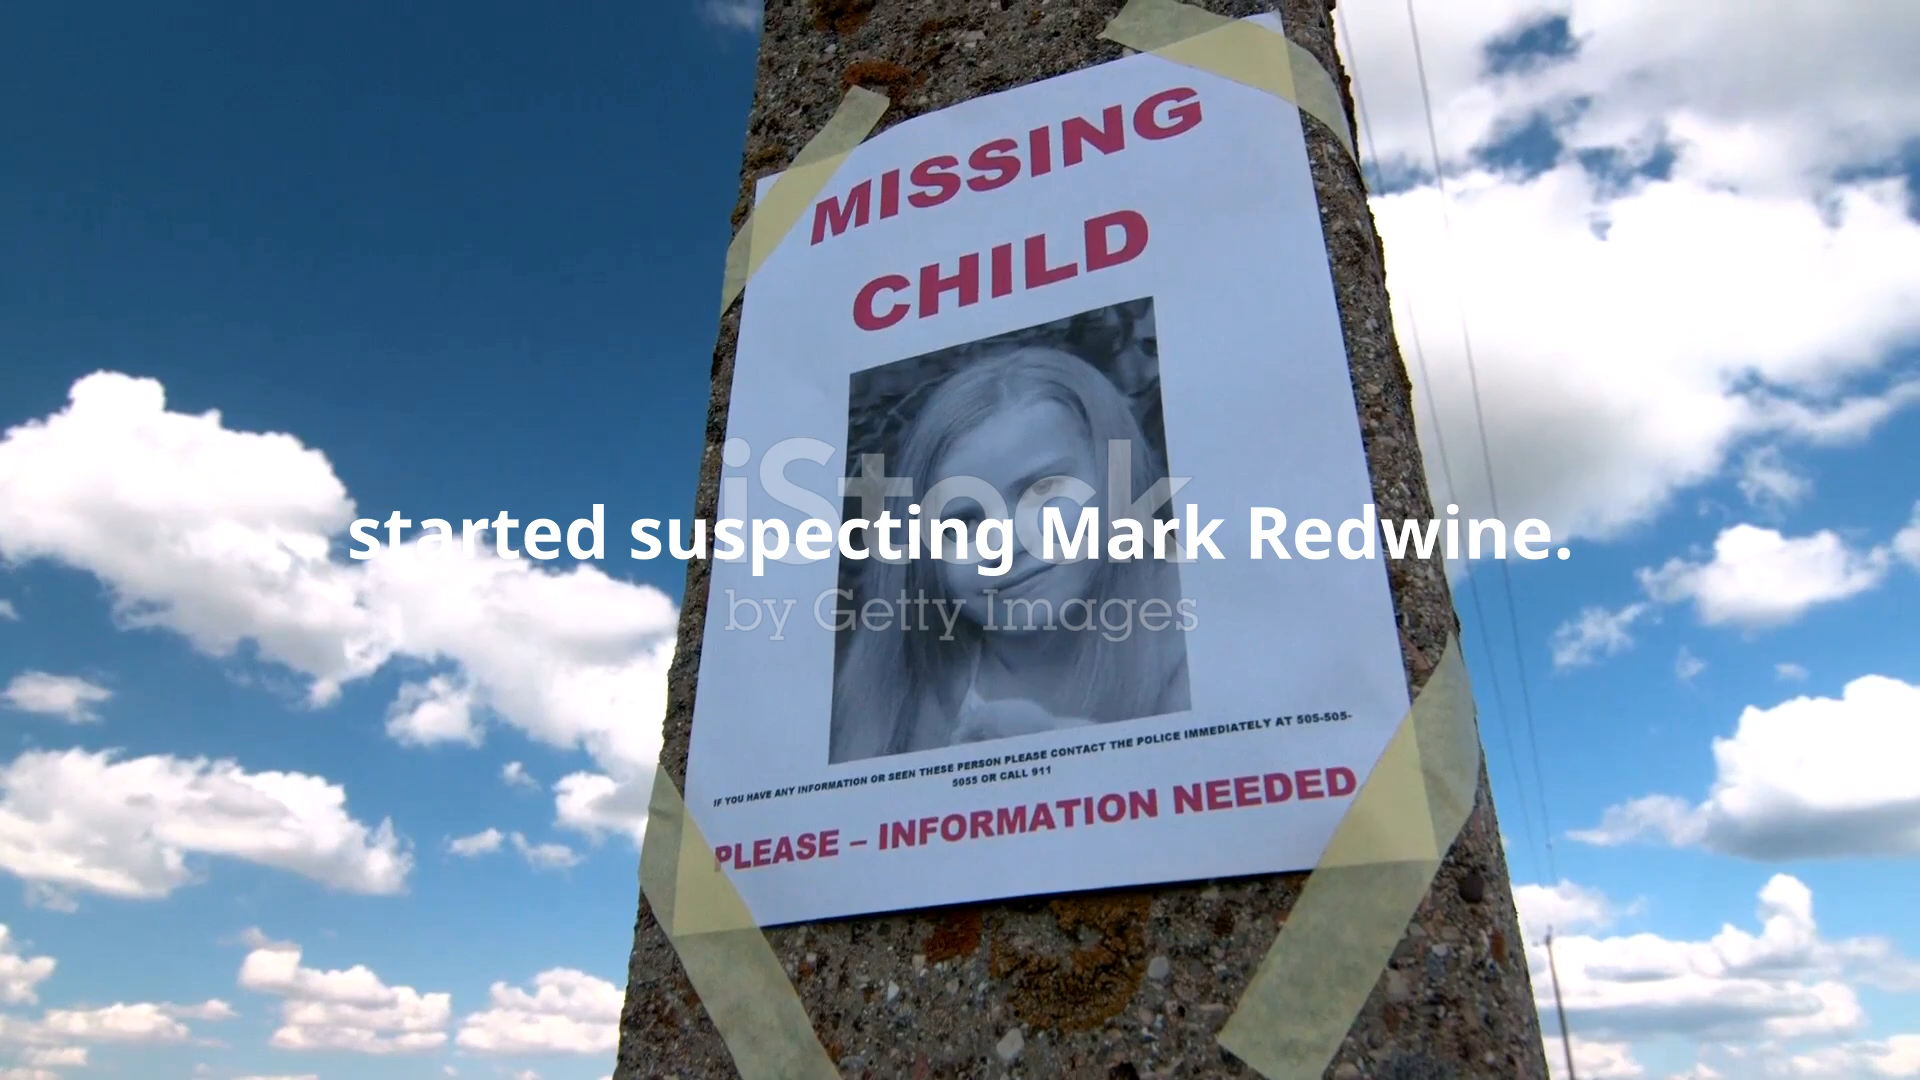 MISSING
CHILD
iStock
started suspecting Mark Redwine.
by Getty Images
IF YOU HAVE ANY INFORMATION OR SEEN THESE PERSON PLEASE CONTACT THE POLICE IMMEDIATELY AT 505-505-
5055 OR CALL 911
PLEASE – INFORMATION NEEDED